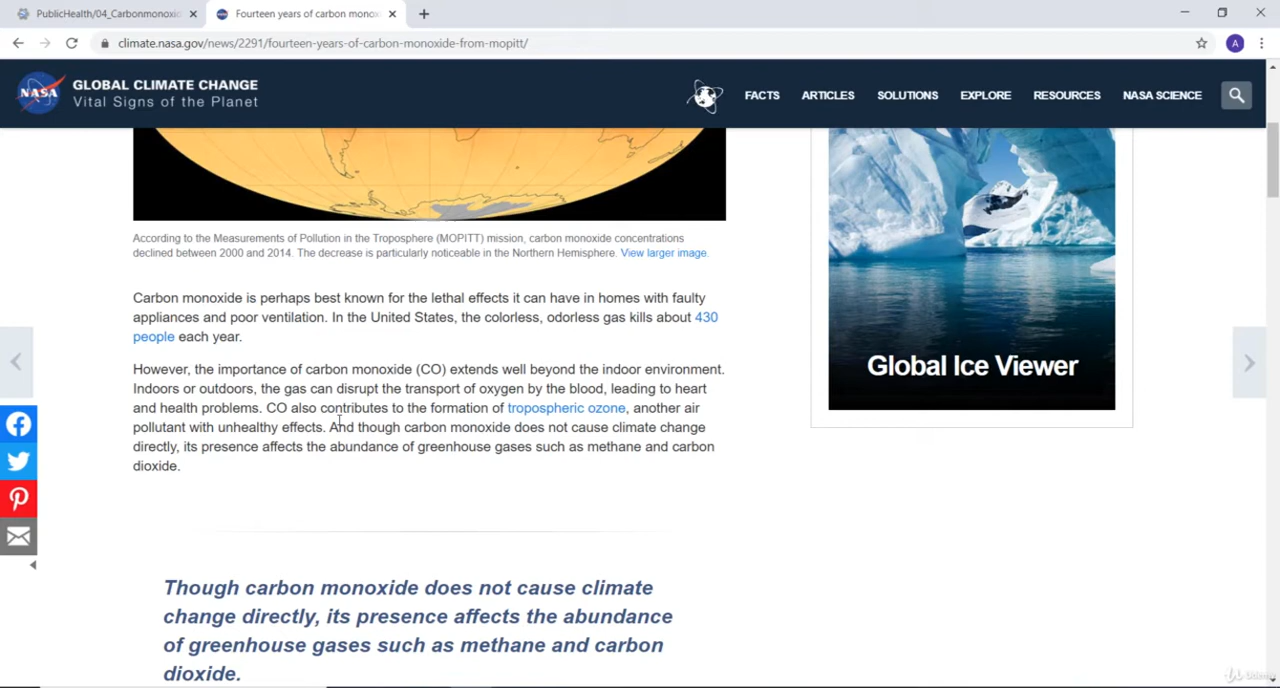 PublicHealth/04_Carbonmonoxid
Fourteen years of carbon mono
climate.nasa.gov/news/2291/fourteen-years-of-carbon-monoxide-from-mopitt/
A
NASA
GLOBAL CLIMATE CHANGE
Vital Signs of the Planet
FACTS ARTICLES SOLUTIONS EXPLORE RESOURCES NASA SCIENCE
According to the Measurements of Pollution in the Troposphere (MOPITT) mission, carbon monoxide concentrations
declined between 2000 and 2014. The decrease is particularly noticeable in the Northern Hemisphere. View larger image.
Carbon monoxide is perhaps best known for the lethal effects it can have in homes with faulty
appliances and poor ventilation. In the United States, the colorless, odorless gas kills about 430
people each year.
However, the importance of carbon monoxide (CO) extends well beyond the indoor environment.
Indoors or outdoors, the gas can disrupt the transport of oxygen by the blood, leading to heart
and health problems. CO also contributes to the formation of tropospheric ozone, another air
pollutant with unhealthy effects. And though carbon monoxide does not cause climate change
directly, its presence affects the abundance of greenhouse gases such as methane and carbon
dioxide.
Though carbon monoxide does not cause climate
change directly, its presence affects the abundance
of greenhouse gases such as methane and carbon
dioxide.
Global Ice Viewer
Udemy